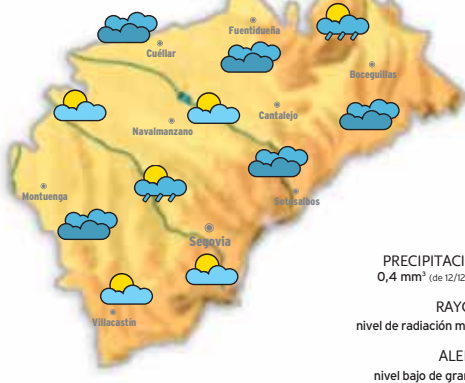 Fuentidueña
Cuéllar
Boceguillas
Cantalejo
Navalmanzano
Montuenga
Sotosalbos
Segovia
Villacastín
PRECIPITACI
0,4 mm³ (de 12/12
RAYO
nivel de radiación m
ALE
nivel bajo de gran